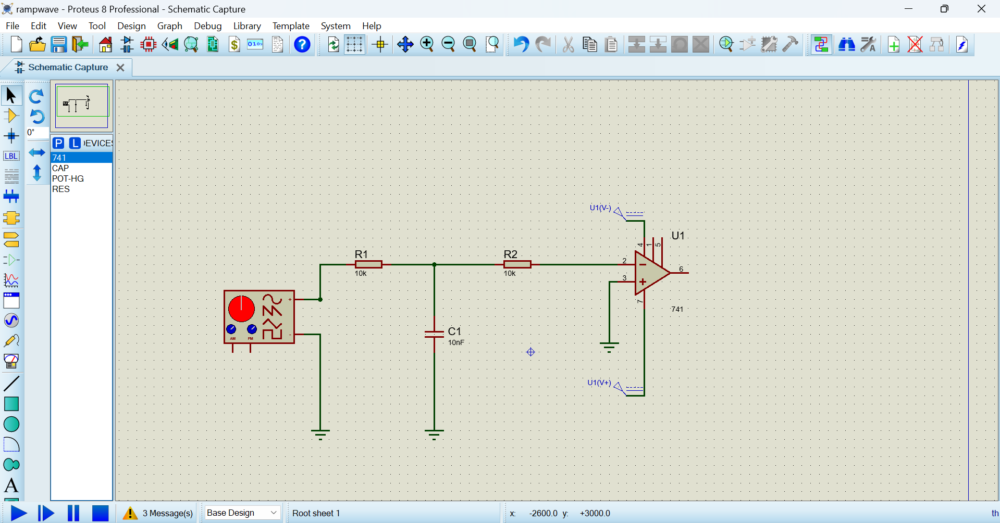 rampwave - Proteus 8 Professional - Schematic Capture
File Edit View Tool Design Graph Debug Library Template System Help
$ 0101 ? A
Schematic Capture
0°
P L DEVICES
LBL
741
CAP
POT-HG
RES
U1(V-)
U1
4 1 5
R1
R2
2
6
10k
10k
3
+
7
741
-
C1
10nF
AM FM
U1(V+)
A
3 Message(s) Base Design Root sheet 1 x: -2600.0 y: +3000.0 th